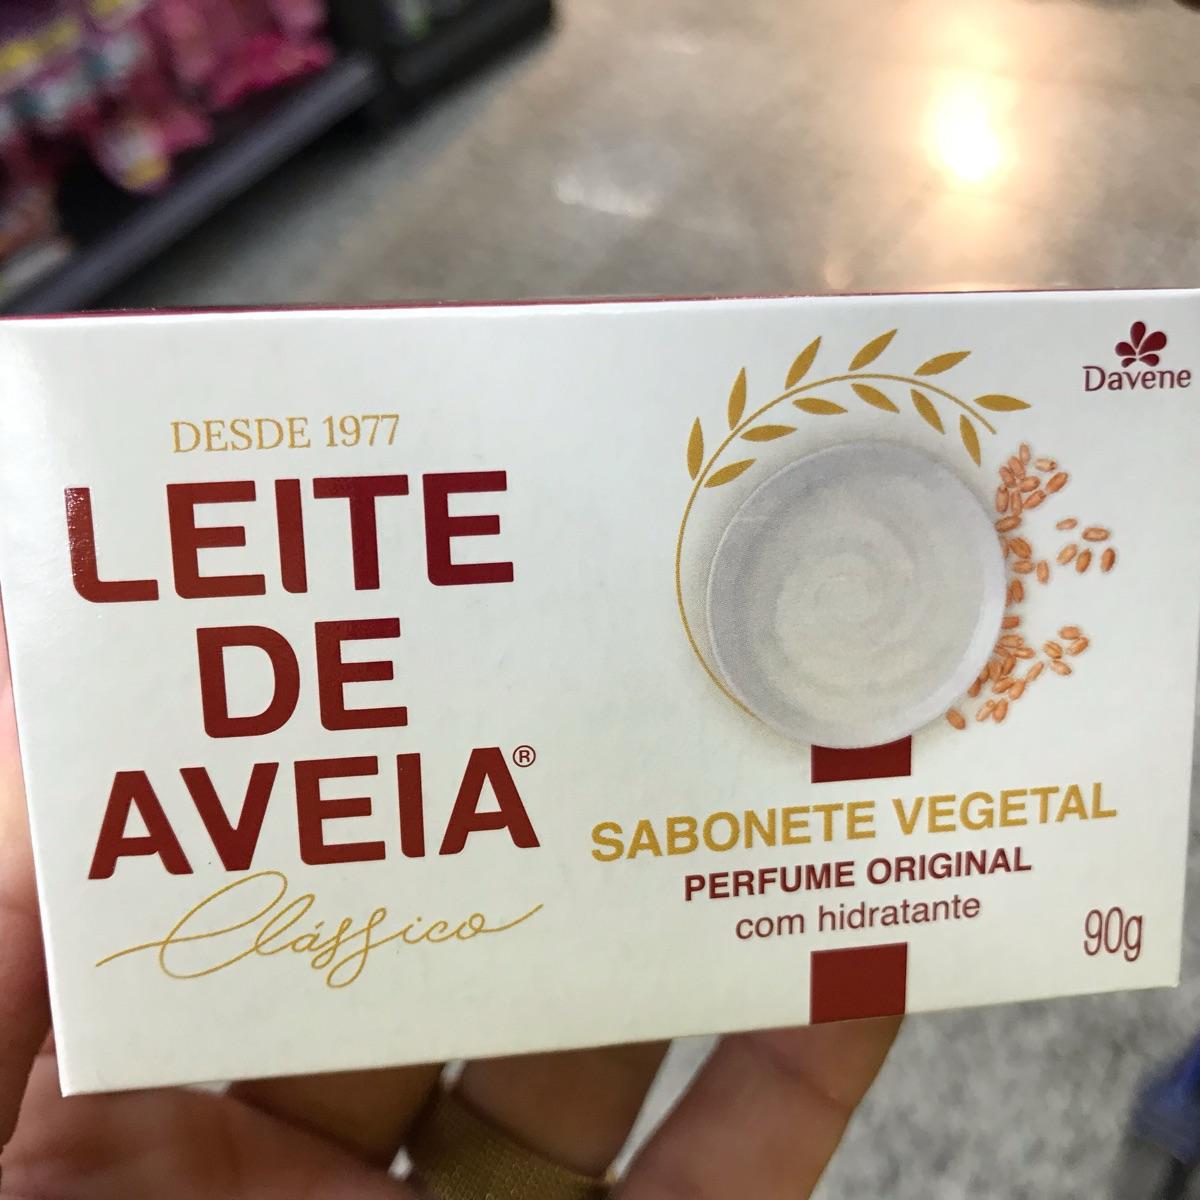 Davene
DESDE 1977
LEITE
DE
AVEIA®
Clássico
SABONETE VEGETAL
PERFUME ORIGINAL
com hidratante
90g